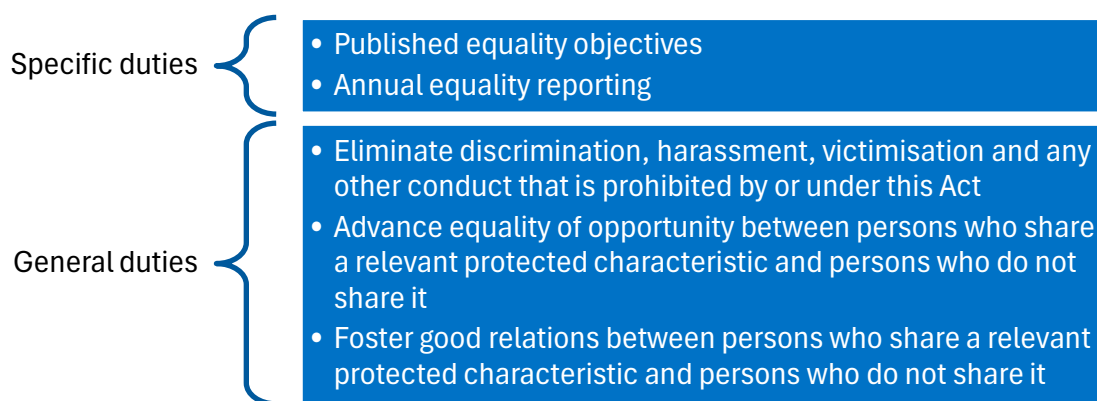 Specific duties
• Published equality objectives
• Annual equality reporting
General duties
• Eliminate discrimination, harassment, victimisation and any
other conduct that is prohibited by or under this Act
• Advance equality of opportunity between persons who share
a relevant protected characteristic and persons who do not
share it
• Foster good relations between persons who share a relevant
protected characteristic and persons who do not share it